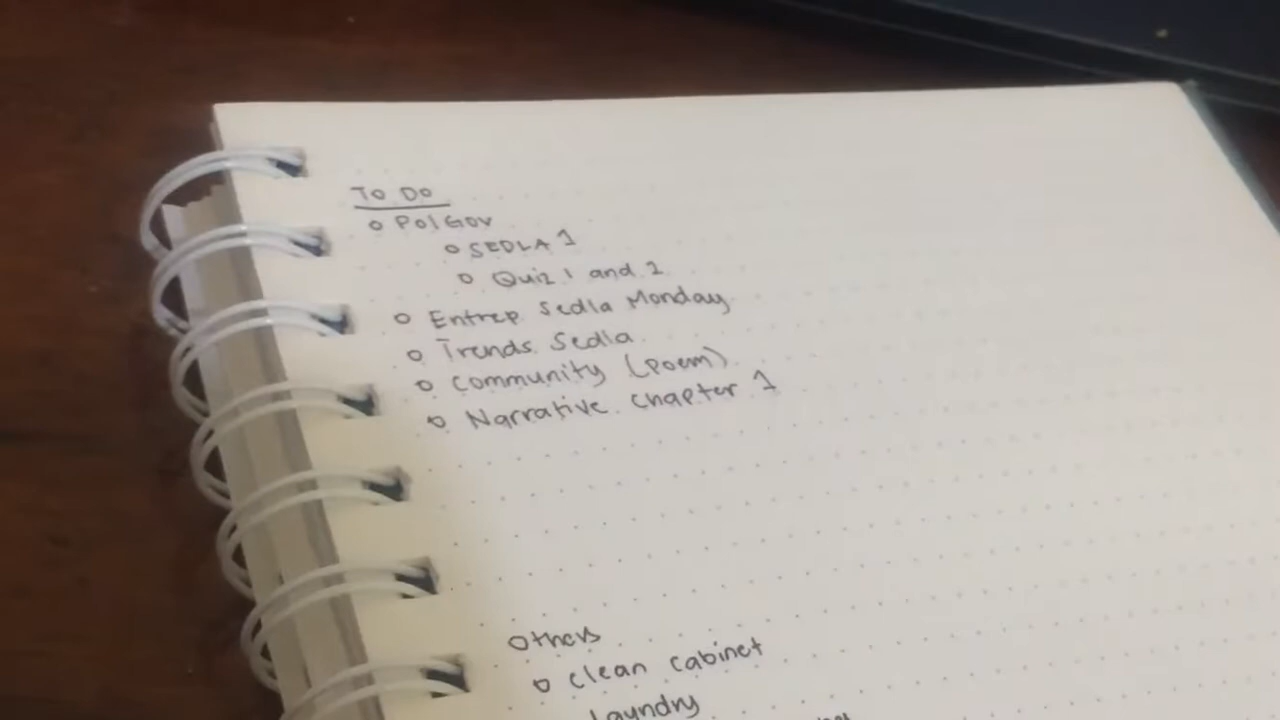 To Do
PolGov
SEDLA 1
Quiz 1 and 2
Entrep Sedla Monday
Trends Sedla
Community (Poem)
Narrative chapter 1
Others
clean cabinet
laundry